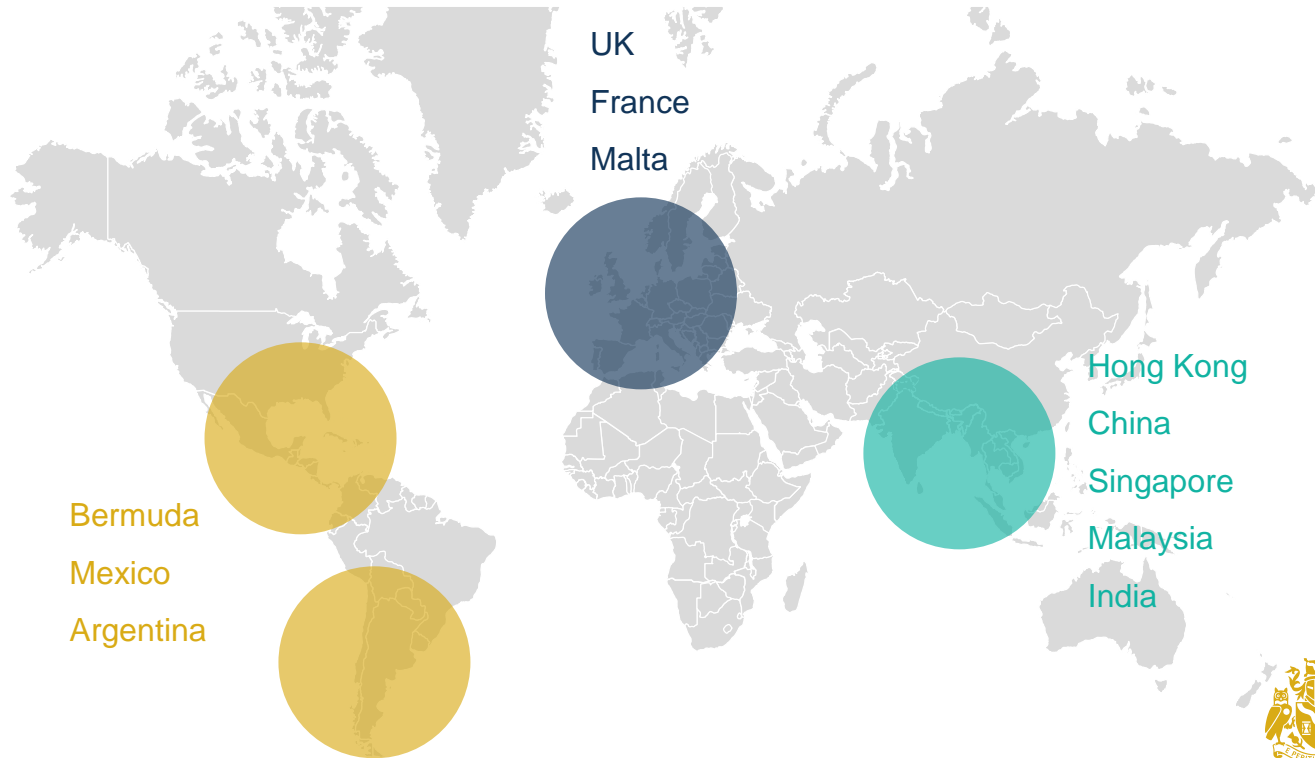 UK
France
Malta
Hong Kong
China
Singapore
Malaysia
India
Bermuda
Mexico
Argentina